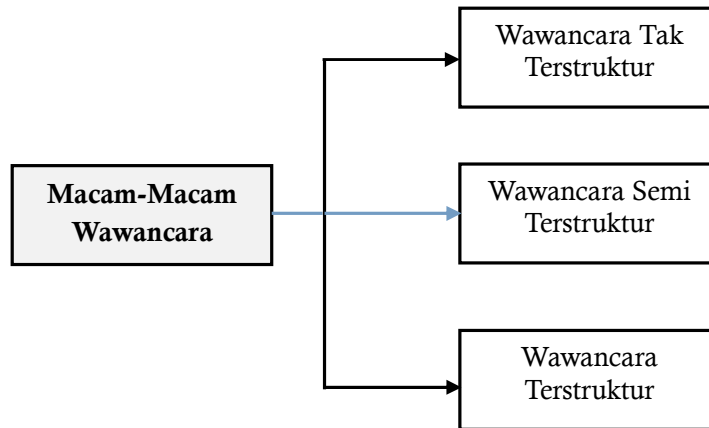 Wawancara Tak
Terstruktur
Macam-Macam
Wawancara
Wawancara Semi
Terstruktur
Wawancara
Terstruktur